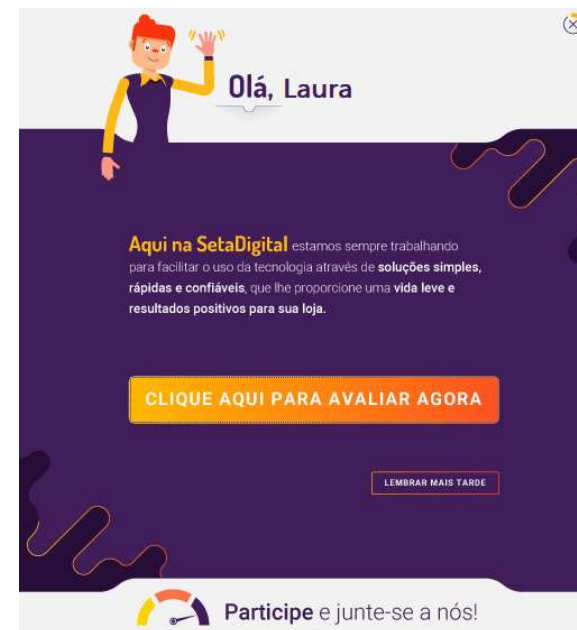 Olá, Laura
Aqui na SetaDigital estamos sempre trabalhando
para facilitar o uso da tecnologia através de soluções simples,
rápidas e confiáveis, que lhe proporcione uma vida leve e
resultados positivos para sua loja.
CLIQUE AQUI PARA AVALIAR AGORA
LEMBRAR MAIS TARDE
Participe e junte-se a nós!